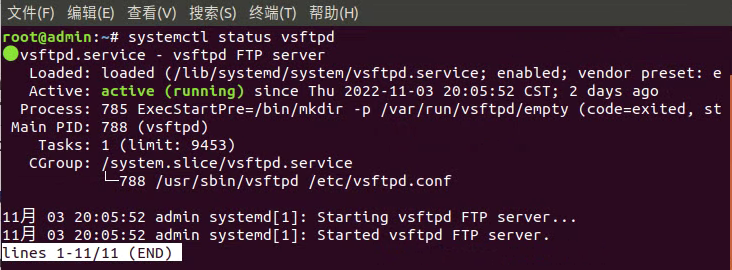 文件(F) 编辑(E) 查看(V) 搜索(S) 终端(T) 帮助(H)
root@admin:~# systemctl status vsftpd
● vsftpd.service - vsftpd FTP server
   Loaded: loaded (/lib/systemd/system/vsftpd.service; enabled; vendor preset: e
   Active: active (running) since Thu 2022-11-03 20:05:52 CST; 2 days ago
  Process: 785 ExecStartPre=/bin/mkdir -p /var/run/vsftpd/empty (code=exited, st
 Main PID: 788 (vsftpd)
    Tasks: 1 (limit: 9453)
   CGroup: /system.slice/vsftpd.service
           └─788 /usr/sbin/vsftpd /etc/vsftpd.conf

11月 03 20:05:52 admin systemd[1]: Starting vsftpd FTP server...
11月 03 20:05:52 admin systemd[1]: Started vsftpd FTP server.
lines 1-11/11 (END)